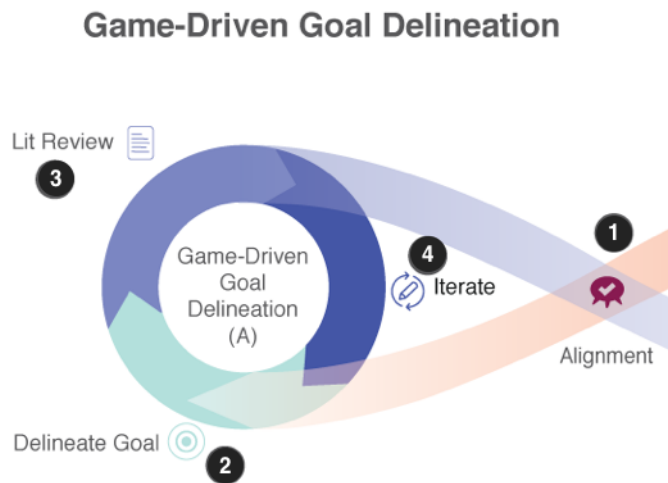 Game-Driven Goal Delineation
Lit Review
3
Game-Driven
Goal
Delineation
(A)
4
Iterate
1
Alignment
Delineate Goal
2